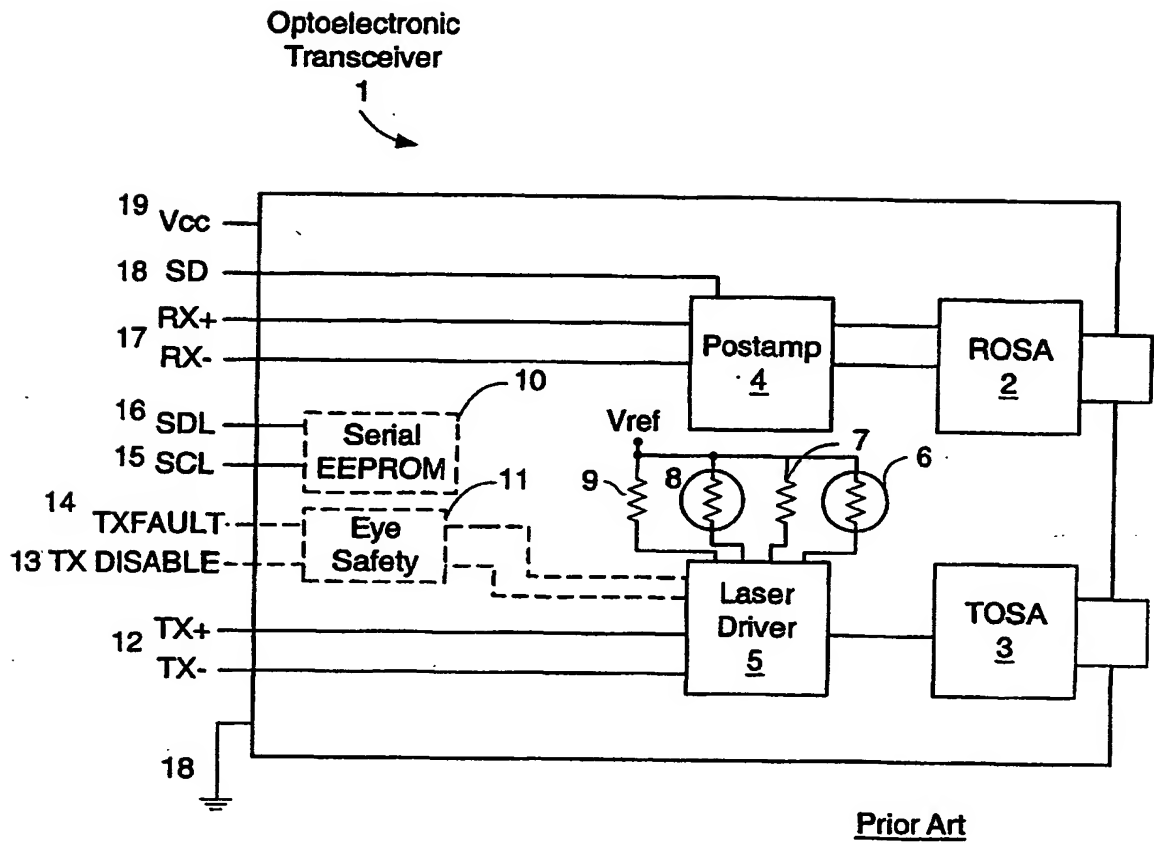 Optoelectronic
Transceiver
1
19 Vcc
18 SD
RX+
17
RX-
Postamp
4
ROSA
2
10
16 SDL
15 SCL
Serial
EEPROM
Vref
9
8
7
6
11
14
TXFAULT
13 TX DISABLE
Eye
Safety
12 TX+
TX-
Laser
Driver
5
TOSA
3
18
Prior Art